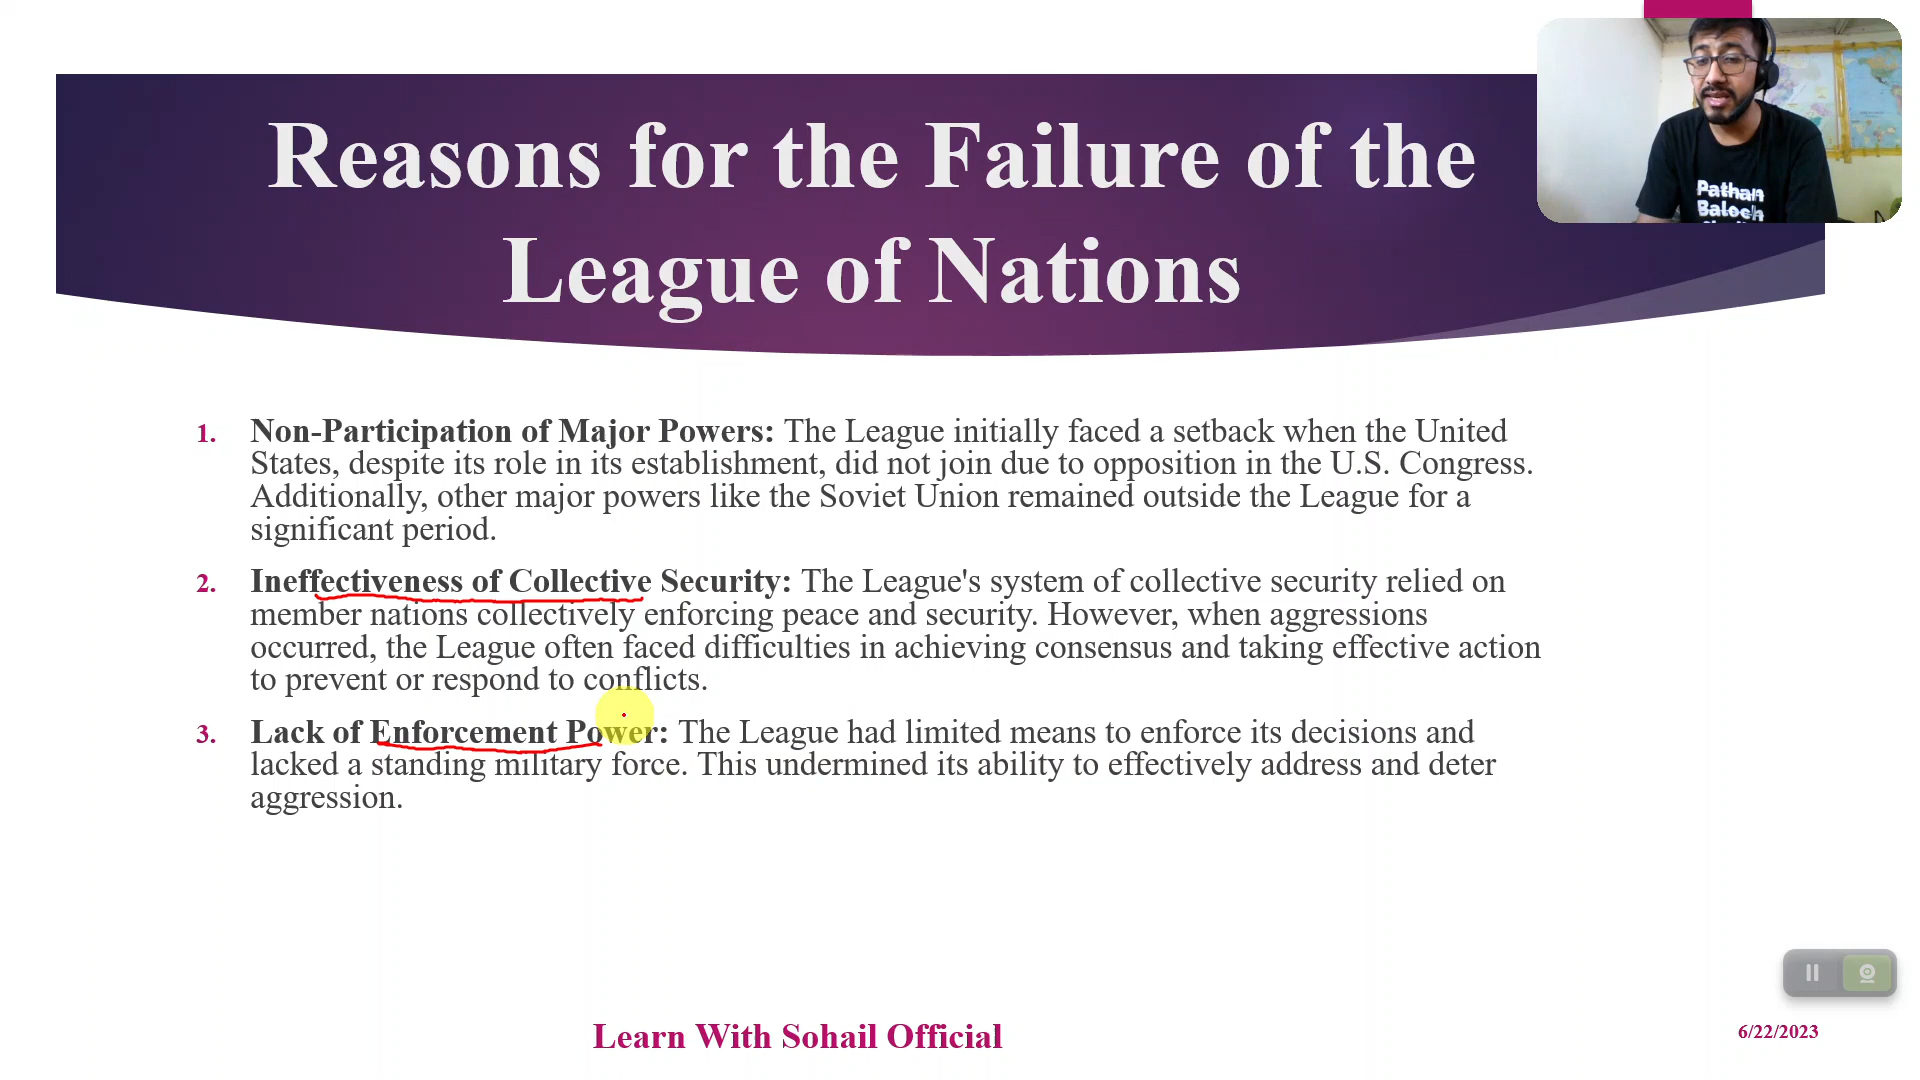 Reasons for the Failure of the
League of Nations
Pathan
Baloch
1. Non-Participation of Major Powers: The League initially faced a setback when the United
States, despite its role in its establishment, did not join due to opposition in the U.S. Congress.
Additionally, other major powers like the Soviet Union remained outside the League for a
significant period.
2. Ineffectiveness of Collective Security: The League's system of collective security relied on
member nations collectively enforcing peace and security. However, when aggressions
occurred, the League often faced difficulties in achieving consensus and taking effective action
to prevent or respond to conflicts.
3. Lack of Enforcement Power: The League had limited means to enforce its decisions and
lacked a standing military force. This undermined its ability to effectively address and deter
aggression.
Learn With Sohail Official
6/22/2023